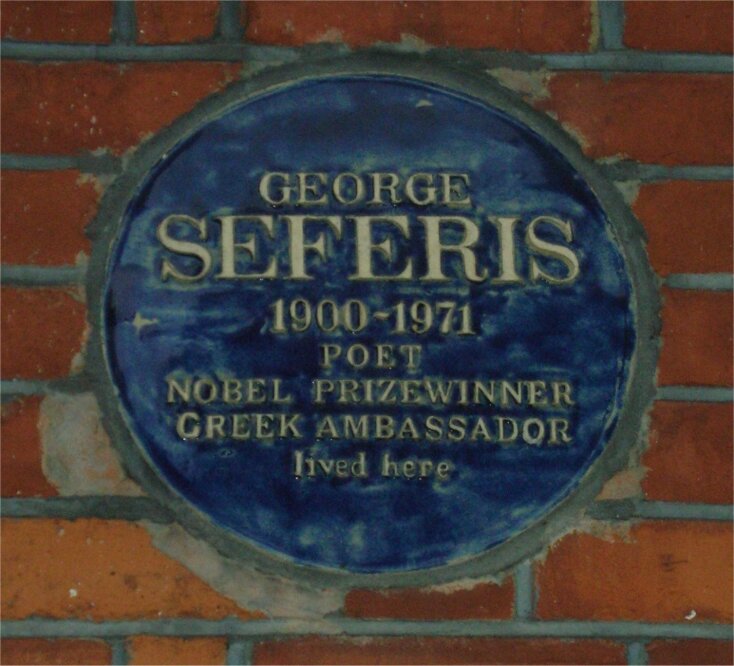 GEORGE
SEFERIS
1900-1971
POET
NOBEL PRIZEWINNER
GREEK AMBASSADOR
lived here